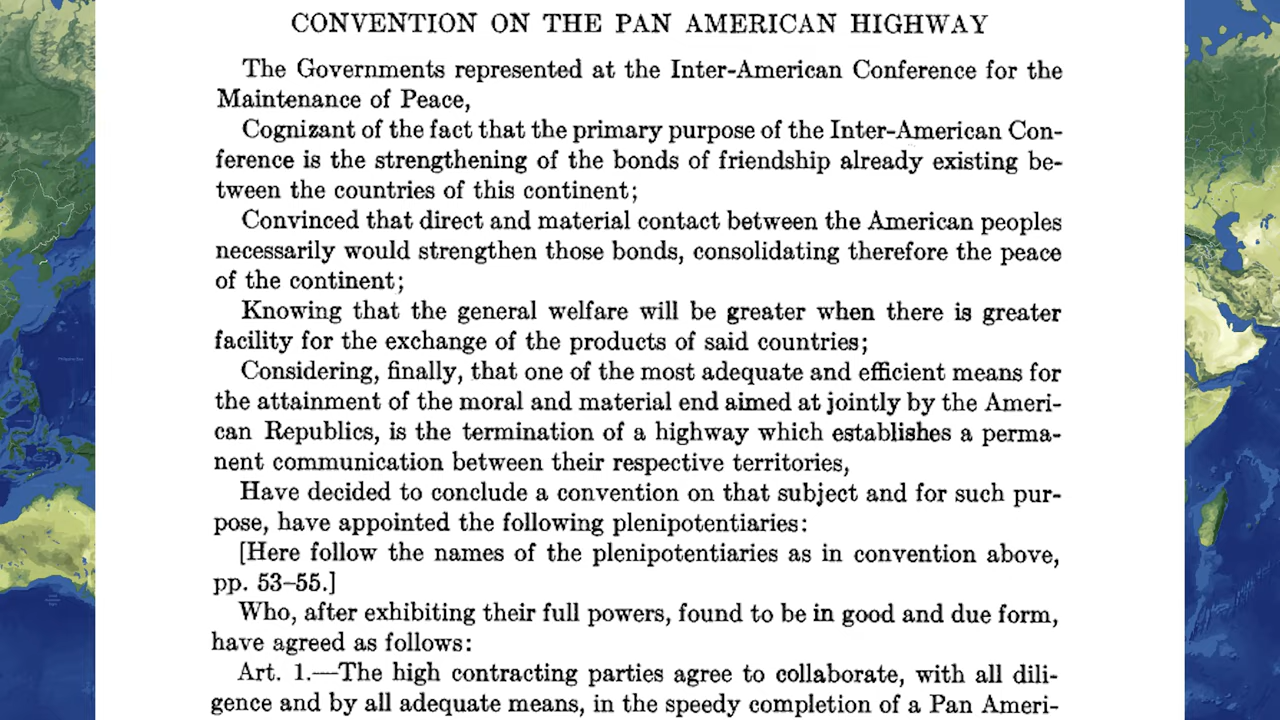 CONVENTION ON THE PAN AMERICAN HIGHWAY
The Governments represented at the Inter-American Conference for the
Maintenance of Peace,
Cognizant of the fact that the primary purpose of the Inter-American Con-
ference is the strengthening of the bonds of friendship already existing be-
tween the countries of this continent;
Convinced that direct and material contact between the American peoples
necessarily would strengthen those bonds, consolidating therefore the peace
of the continent;
Knowing that the general welfare will be greater when there is greater
facility for the exchange of the products of said countries;
Considering, finally, that one of the most adequate and efficient means for
the attainment of the moral and material end aimed at jointly by the Ameri-
can Republics, is the termination of a highway which establishes a perma-
nent communication between their respective territories,
Have decided to conclude a convention on that subject and for such pur-
pose, have appointed the following plenipotentiaries:
[Here follow the names of the plenipotentiaries as in convention above,
pp. 53–55.]
Who, after exhibiting their full powers, found to be in good and due form,
have agreed as follows:
Art. 1.—The high contracting parties agree to collaborate, with all dili-
gence and by all adequate means, in the speedy completion of a Pan Ameri-